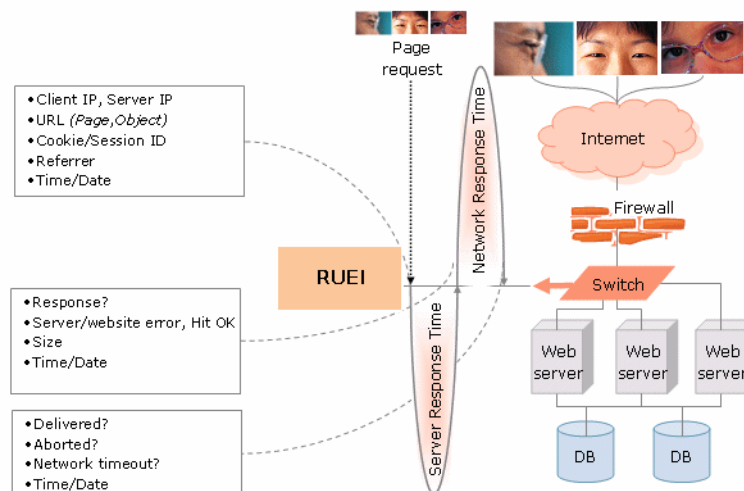 Page
request
• Client IP, Server IP
• URL (Page,Object)
• Cookie/Session ID
• Referrer
• Time/Date
Network Response Time
Internet
Firewall
RUEI
Switch
• Response?
• Server/website error, Hit OK
• Size
• Time/Date
Server Response Time
Web
server
Web
server
Web
server
• Delivered?
• Aborted?
• Network timeout?
• Time/Date
DB
DB